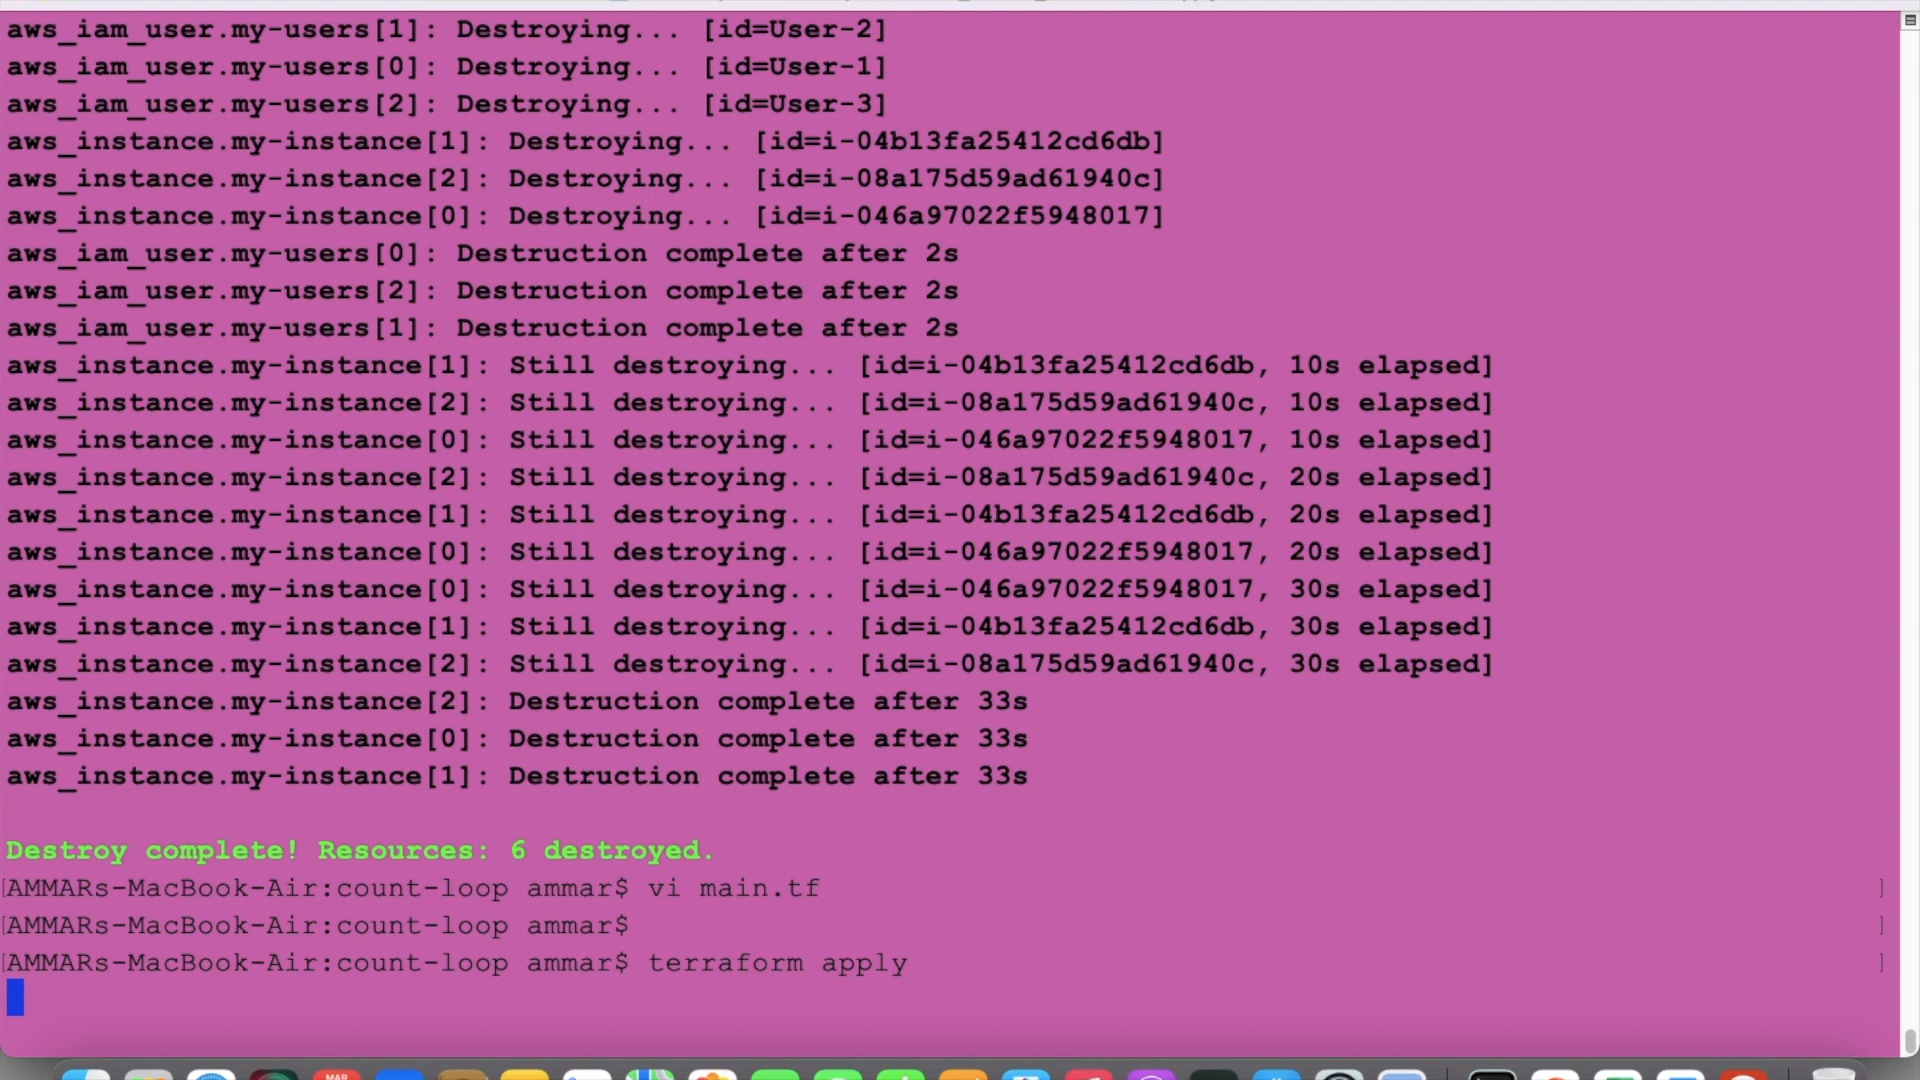 aws_iam_user.my-users[1]: Destroying... [id=User-2]
aws_iam_user.my-users[0]: Destroying... [id=User-1]
aws_iam_user.my-users[2]: Destroying... [id=User-3]
aws_instance.my-instance[1]: Destroying... [id=i-04b13fa25412cd6db]
aws_instance.my-instance[2]: Destroying... [id=i-08a175d59ad61940c]
aws_instance.my-instance[0]: Destroying... [id=i-046a97022f5948017]
aws_iam_user.my-users[0]: Destruction complete after 2s
aws_iam_user.my-users[2]: Destruction complete after 2s
aws_iam_user.my-users[1]: Destruction complete after 2s
aws_instance.my-instance[1]: Still destroying... [id=i-04b13fa25412cd6db, 10s elapsed]
aws_instance.my-instance[2]: Still destroying... [id=i-08a175d59ad61940c, 10s elapsed]
aws_instance.my-instance[0]: Still destroying... [id=i-046a97022f5948017, 10s elapsed]
aws_instance.my-instance[2]: Still destroying... [id=i-08a175d59ad61940c, 20s elapsed]
aws_instance.my-instance[1]: Still destroying... [id=i-04b13fa25412cd6db, 20s elapsed]
aws_instance.my-instance[0]: Still destroying... [id=i-046a97022f5948017, 20s elapsed]
aws_instance.my-instance[0]: Still destroying... [id=i-046a97022f5948017, 30s elapsed]
aws_instance.my-instance[1]: Still destroying... [id=i-04b13fa25412cd6db, 30s elapsed]
aws_instance.my-instance[2]: Still destroying... [id=i-08a175d59ad61940c, 30s elapsed]
aws_instance.my-instance[2]: Destruction complete after 33s
aws_instance.my-instance[0]: Destruction complete after 33s
aws_instance.my-instance[1]: Destruction complete after 33s
Destroy complete! Resources: 6 destroyed.
[AMMARs-MacBook-Air:count-loop ammar$ vi main.tf ]
[AMMARs-MacBook-Air:count-loop ammar$ ]
[AMMARs-MacBook-Air:count-loop ammar$ terraform apply ]
MAR